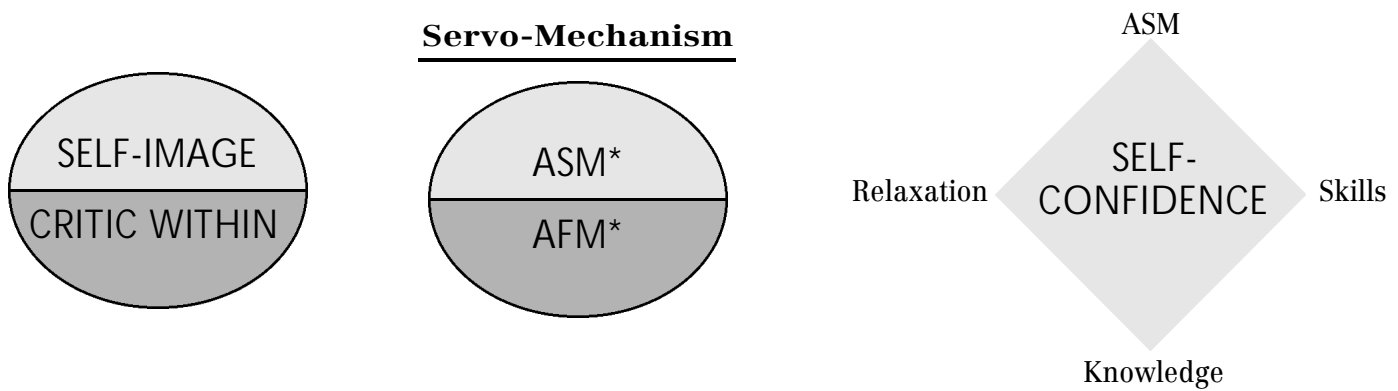 Servo-Mechanism
SELF-IMAGE
CRITIC WITHIN
ASM*
AFM*
ASM
Relaxation
SELF-
CONFIDENCE
Skills
Knowledge